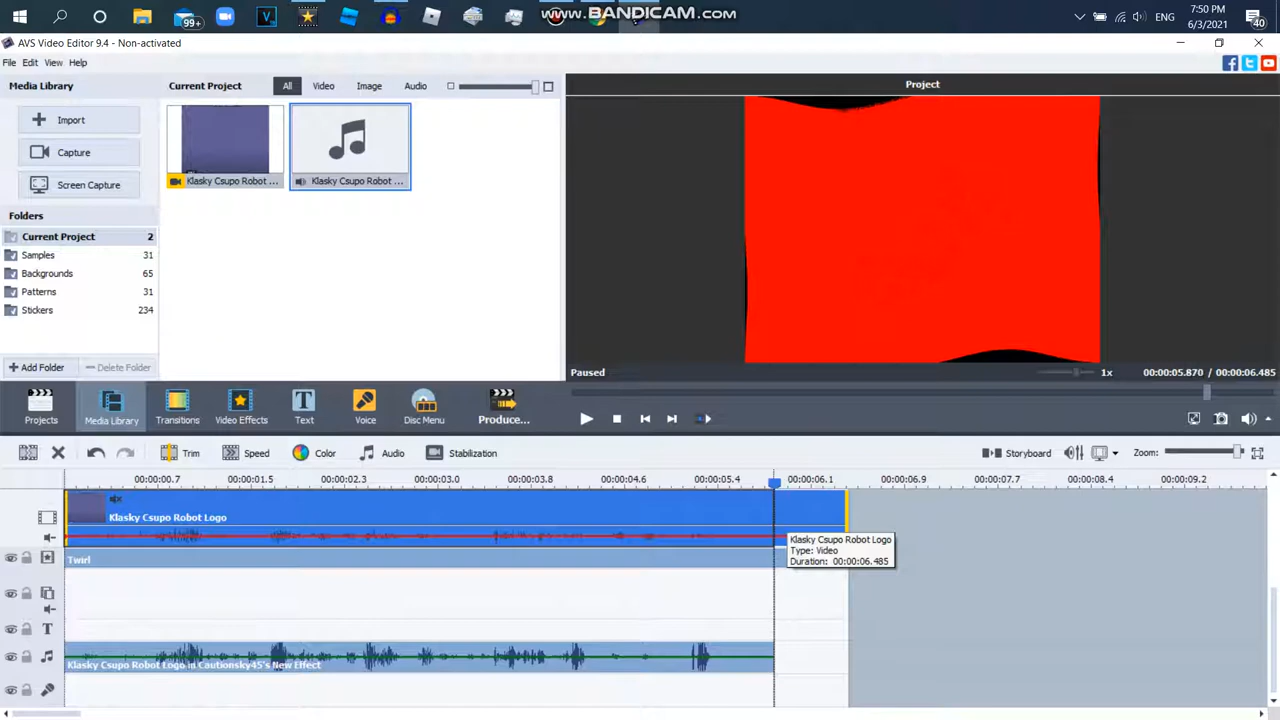 99+
www.BANDICAM.com
ENG
7:50 PM
6/3/2021
40
AVS Video Editor 9.4 - Non-activated
File Edit View Help
Media Library
Current Project
All
Video
Image
Audio
Project
Import
Capture
Screen Capture
Folders
Current Project 2
Samples 31
Backgrounds 65
Patterns 31
Stickers 234
Klasky Csupo Robot ...
Klasky Csupo Robot ...
Add Folder
Delete Folder
Paused
1x
00:00:05.870 / 00:00:06.485
Projects
Media Library
Transitions
Video Effects
Text
Voice
Disc Menu
Produce...
Trim
Speed
Color
Audio
Stabilization
Storyboard
Zoom:
00:00:00.7
00:00:01.5
00:00:02.3
00:00:03.0
00:00:03.8
00:00:04.6
00:00:05.4
00:00:06.1
00:00:06.9
00:00:07.7
00:00:08.4
00:00:09.2
Klasky Csupo Robot Logo
Klasky Csupo Robot Logo
Type: Video
Duration: 00:00:06.485
Twirl
T
Klasky Csupo Robot Logo in Cautionsky45's New Effect